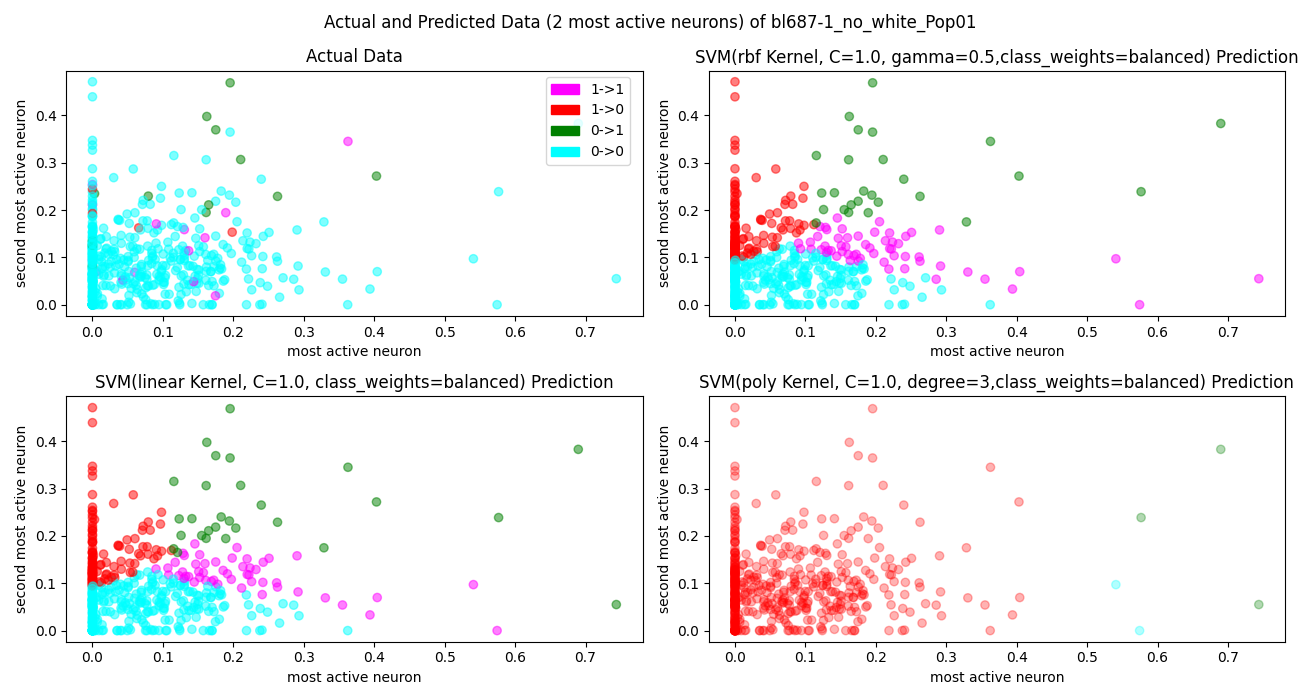 Actual and Predicted Data (2 most active neurons) of bl687-1_no_white_Pop01
Actual Data
second most active neuron
0.4
0.3
0.2
0.1
0.0
1->1
1->0
0->1
0->0
0.0 0.1 0.2 0.3 0.4 0.5 0.6 0.7
most active neuron
SVM(rbf Kernel, C=1.0, gamma=0.5,class_weights=balanced) Prediction
second most active neuron
0.4
0.3
0.2
0.1
0.0
0.0 0.1 0.2 0.3 0.4 0.5 0.6 0.7
most active neuron
SVM(linear Kernel, C=1.0, class_weights=balanced) Prediction
second most active neuron
0.4
0.3
0.2
0.1
0.0
0.0 0.1 0.2 0.3 0.4 0.5 0.6 0.7
most active neuron
SVM(poly Kernel, C=1.0, degree=3,class_weights=balanced) Prediction
second most active neuron
0.4
0.3
0.2
0.1
0.0
0.0 0.1 0.2 0.3 0.4 0.5 0.6 0.7
most active neuron